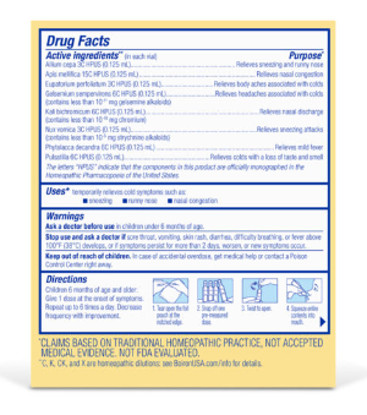 Drug Facts
Active ingredients** (in each vial) Purpose*
Allium cepa 3C HPUS (0.125 mL) Relieves sneezing and runny nose
Apis mellifica 15C HPUS (0.125 mL) Relieves nasal congestion
Eupatorium perfoliatum 3C HPUS (0.125 mL) Relieves body aches associated with colds
Gelsemium sempervirens 6C HPUS (0.125 mL) Relieves headaches associated with colds
(contains less than 10 mg gelsemine alkaloids)
Kali bichromicum 6C HPUS (0.125 mL) Relieves nasal discharge
(contains less than 10 mg chromium)
Nux vomica 3C HPUS (0.125 mL) Relieves sneezing attacks
(contains less than 10 mg strychnine alkaloids)
Phytolacca decandra 6C HPUS (0.125 mL) Relieves mild fever
Pulsatilla 6C HPUS (0.125 mL) Relieves colds with a loss of taste and smell
The letters "HPUS" indicate that the components in this product are officially monographed in the
Homeopathic Pharmacopoeia of the United States.
Uses* temporarily relieves cold symptoms such as:
■ sneezing ■ runny nose ■ nasal congestion
Warnings
Ask a doctor before use in children under 6 months of age.
Stop use and ask a doctor if sore throat, vomiting, skin rash, diarrhea, difficulty breathing, or fever above
100°F (38°C) develops, or if symptoms persist for more than 2 days, worsen, or new symptoms occur.
Keep out of reach of children. In case of accidental overdose, get medical help or contact a Poison
Control Center right away.
Directions
Children 6 months of age and older:
Give 1 dose at the onset of symptoms.
Repeat up to 6 times a day. Decrease
frequency with improvement.
1. Tear open the foil
pouch at the
notched edge.
2. Snap off one
pre-measured
dose.
3. Twist to open.
4. Squeeze entire
contents into
mouth.
*CLAIMS BASED ON TRADITIONAL HOMEOPATHIC PRACTICE, NOT ACCEPTED
MEDICAL EVIDENCE. NOT FDA EVALUATED.
**C, K, CK, and X are homeopathic dilutions: see BoironUSA.com/info for details.